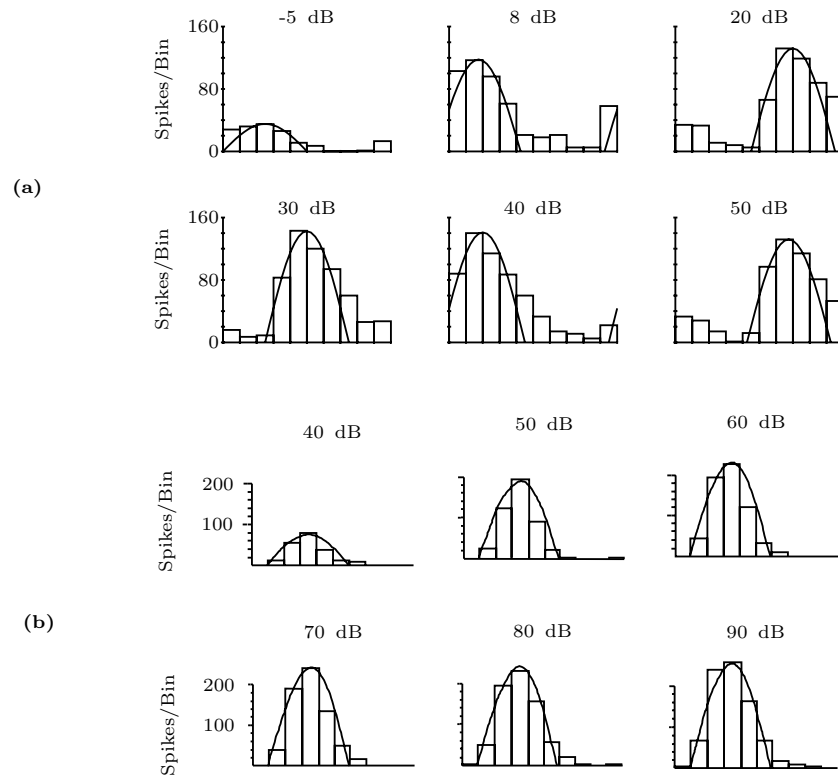 -5 dB 8 dB 20 dB
160
80
0
Spikes/Bin
(a)
30 dB 40 dB 50 dB
160
80
0
Spikes/Bin
40 dB 50 dB 60 dB
200
100
Spikes/Bin
(b)
70 dB 80 dB 90 dB
200
100
Spikes/Bin